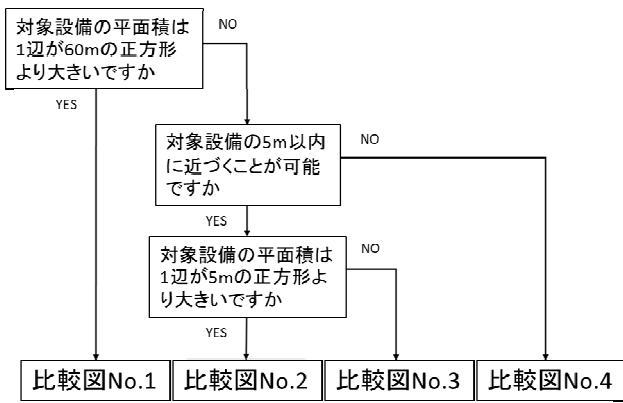 対象設備の平面積は
1辺が60mの正方形
より大きいですか
NO
YES
対象設備の5m以内
に近づくことが可能
ですか
NO
YES
対象設備の平面積は
1辺が5mの正方形よ
り大きいですか
NO
YES
比較図No.1
比較図No.2
比較図No.3
比較図No.4